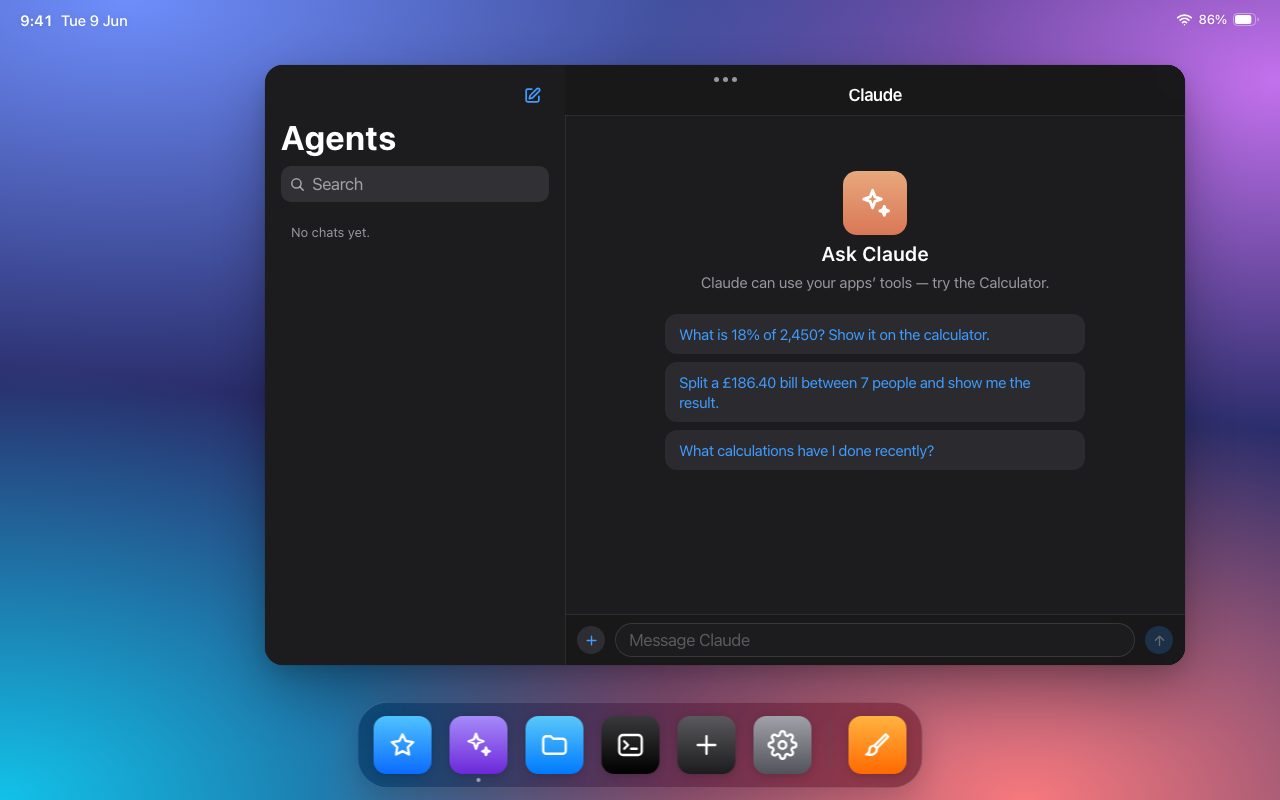 9:41 Tue 9 Jun
86%
Claude
Agents
Search
No chats yet.
Ask Claude
Claude can use your apps’ tools — try the Calculator.
What is 18% of 2,450? Show it on the calculator.
Split a £186.40 bill between 7 people and show me the
result.
What calculations have I done recently?
Message Claude